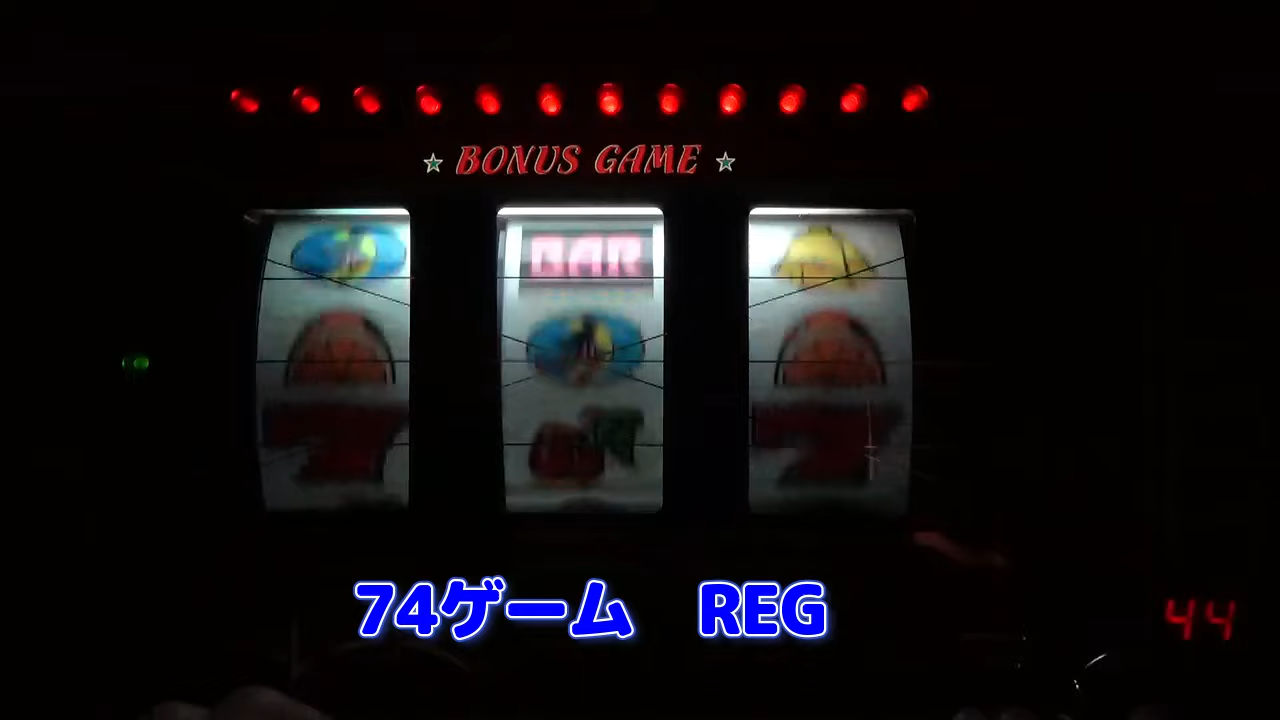 ☆ BONUS GAME ☆
BAR
74ゲーム　REG
44